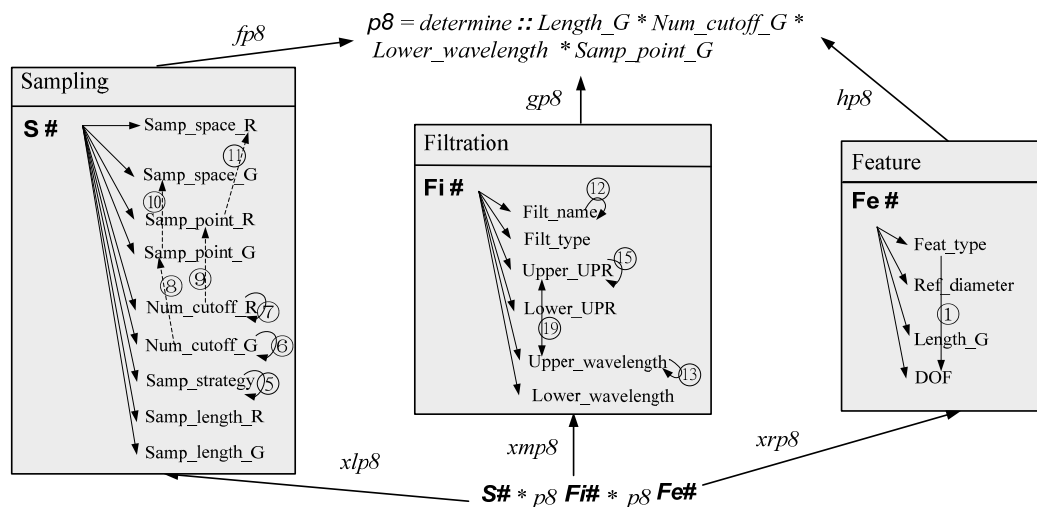 p8 = determine :: Length_G * Num_cutoff_G *
Lower_wavelength * Samp_point_G
fp8
gp8
hp8
Sampling
S #
Samp_space_R
⑪
Samp_space_G
⑩
Samp_point_R
Samp_point_G
⑧
⑨
Num_cutoff_R
⑦
Num_cutoff_G
⑥
Samp_strategy
⑤
Samp_length_R
Samp_length_G
Filtration
Fi #
⑫
Filt_name
Filt_type
Upper_UPR
⑮
Lower_UPR
⑲
Upper_wavelength
⑬
Lower_wavelength
Feature
Fe #
Feat_type
Ref_diameter
①
Length_G
DOF
xlp8
xmp8
xrp8
S# * p8 Fi# * p8 Fe#